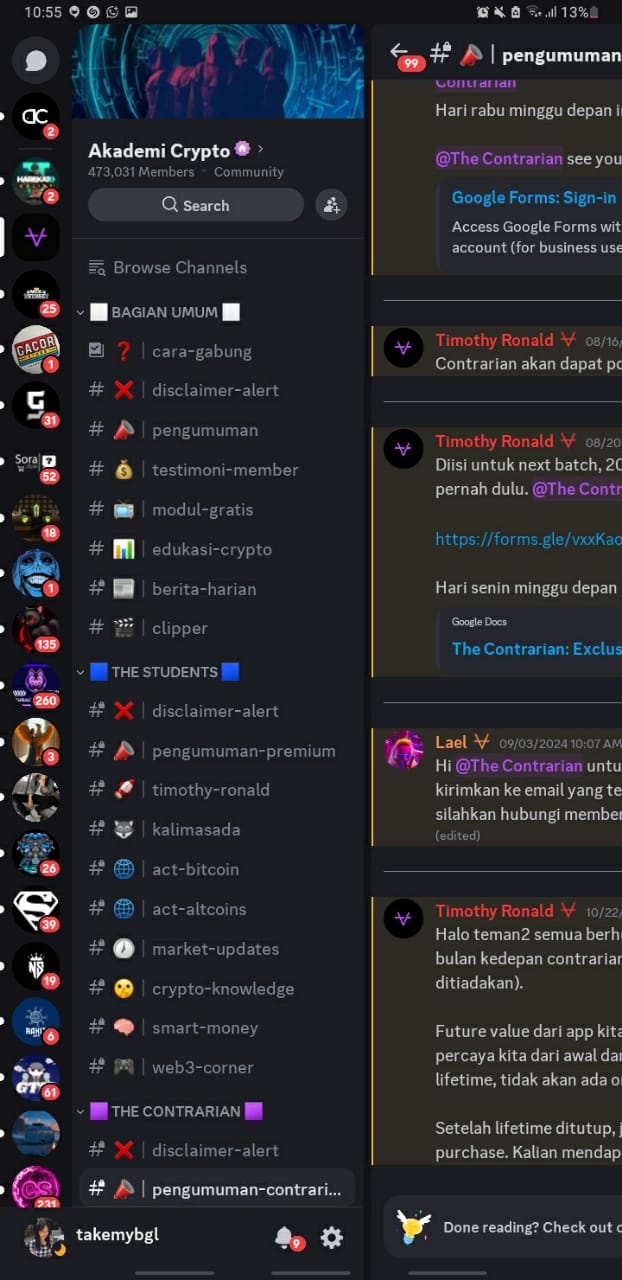 10:55
13%
Akademi Crypto
473,031 Members • Community
Search
Browse Channels
BAGIAN UMUM
# ❓ | cara-gabung
# ❌ | disclaimer-alert
# 📣 | pengumuman
# 💰 | testimoni-member
# 📺 | modul-gratis
# 📊 | edukasi-crypto
# 📰 | berita-harian
# 🎬 | clipper
THE STUDENTS
# ❌ | disclaimer-alert
# 📣 | pengumuman-premium
# 🚀 | timothy-ronald
# 🐺 | kalimasada
# 🌐 | act-bitcoin
# 🌐 | act-altcoins
# 🕖 | market-updates
# 🤫 | crypto-knowledge
# 🧠 | smart-money
# 🎮 | web3-corner
THE CONTRARIAN
# ❌ | disclaimer-alert
# 📣 | pengumuman-contrari...
takemybgl
9
2
2
25
GACOR
1
31
Sora
52
18
1
135
260
3
26
39
NS
19
6
61
GS
231
99
# 📣 | pengumuman
Contrarian
Hari rabu minggu depan
@The Contrarian see you
Google Forms: Sign-in
Access Google Forms wit
account (for business use
Timothy Ronald 08/16/
Contrarian akan dapat po
Timothy Ronald 08/20
Diisi untuk next batch, 20
pernah dulu. @The Contr
https://forms.gle/vxxKao
Hari senin minggu depan
Google Docs
The Contrarian: Exclus
Lael 09/03/2024 10:07 AM
Hi @The Contrarian untu
kirimkan ke email yang te
silahkan hubungi member
(edited)
Timothy Ronald 10/22/
Halo teman2 semua berhu
bulan kedepan contrarian
ditiadakan).
Future value dari app kita
percaya kita dari awal dar
lifetime, tidak akan ada o
Setelah lifetime ditutup, j
purchase. Kalian mendap
Done reading? Check out o